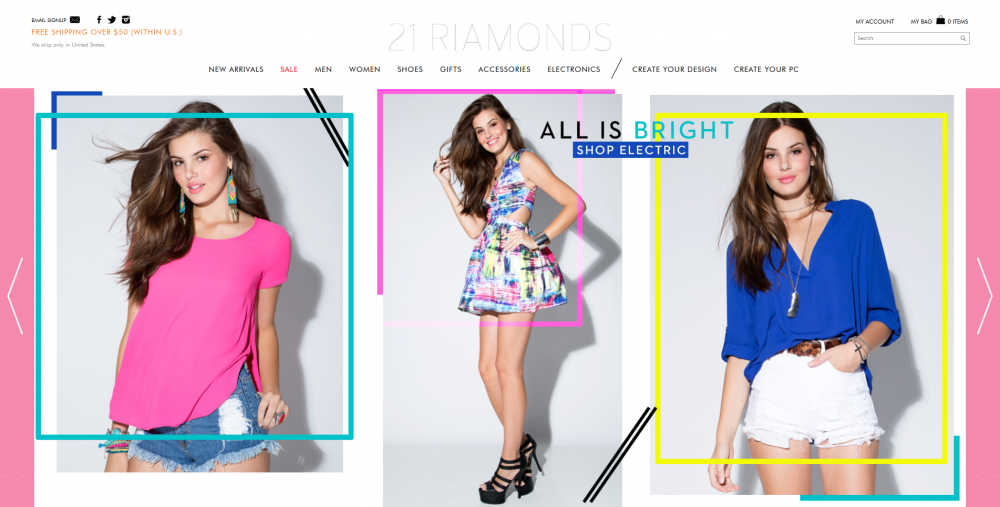 EMAIL SIGNUP
FREE SHIPPING OVER $50 (WITHIN U.S.)
We ship only in United States.
21 RIAMONDS
MY ACCOUNT MY BAG 0 ITEMS
Search
NEW ARRIVALS SALE MEN WOMEN SHOES GIFTS ACCESSORIES ELECTRONICS CREATE YOUR DESIGN CREATE YOUR PC
ALL IS BRIGHT
SHOP ELECTRIC